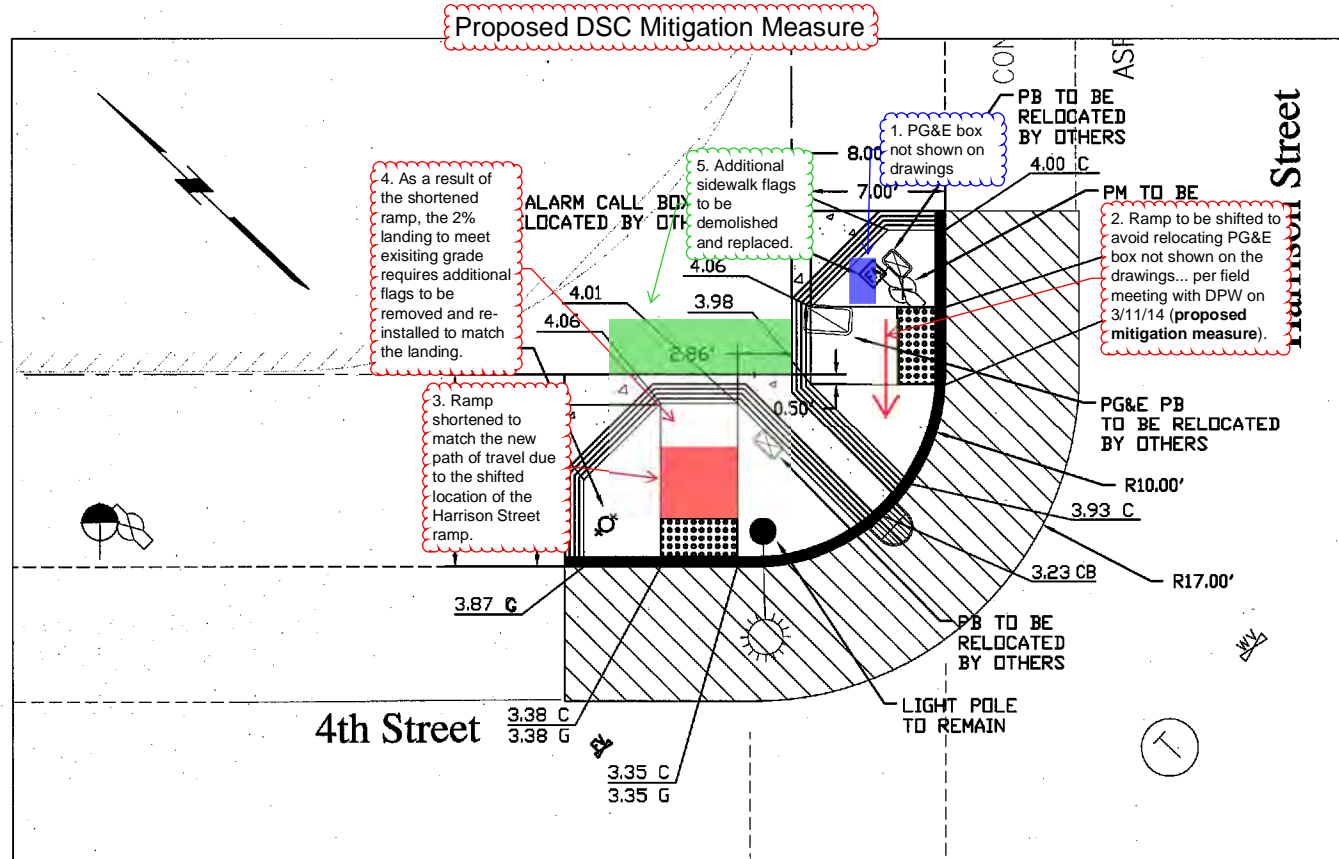 Proposed DSC Mitigation Measure
CON
ASF
PB TO BE
RELOCATED
BY OTHERS
1. PG&E box
not shown on
drawings
8.00
4.00 C
7.00'
PM TO BE
Harrison Street
2. Ramp to be shifted to
avoid relocating PG&E
box not shown on the
drawings... per field
meeting with DPW on
3/11/14 (proposed
mitigation measure).
5. Additional
sidewalk flags
to be
demolished
and replaced.
4. As a result of
the shortened
ramp, the 2%
landing to meet
exisiting grade
requires additional
flags to be
removed and re-
installed to match
the landing.
ALARM CALL BOX
LOCATED BY OTH
4.06
4.01
3.98
4.06
2.86'
0.50'
3. Ramp
shortened to
match the new
path of travel due
to the shifted
location of the
Harrison Street
ramp.
PG&E PB
TO BE RELOCATED
BY OTHERS
R10.00'
3.93 C
3.23 CB
R17.00'
3.87 G
PB TO BE
RELOCATED
BY OTHERS
WV
LIGHT POLE
TO REMAIN
4th Street
3.38 C
3.38 G
3.35 C
3.35 G
T